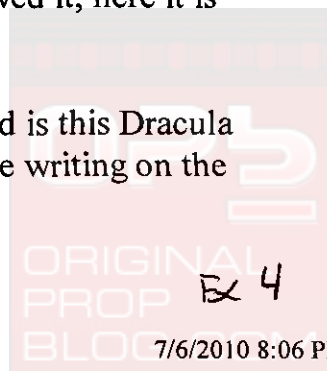 ved it, here it is
d is this Dracula
e writing on the
OPb
ORIGINAL
PROP
BLOG.COM
Ex 4
7/6/2010 8:06 P